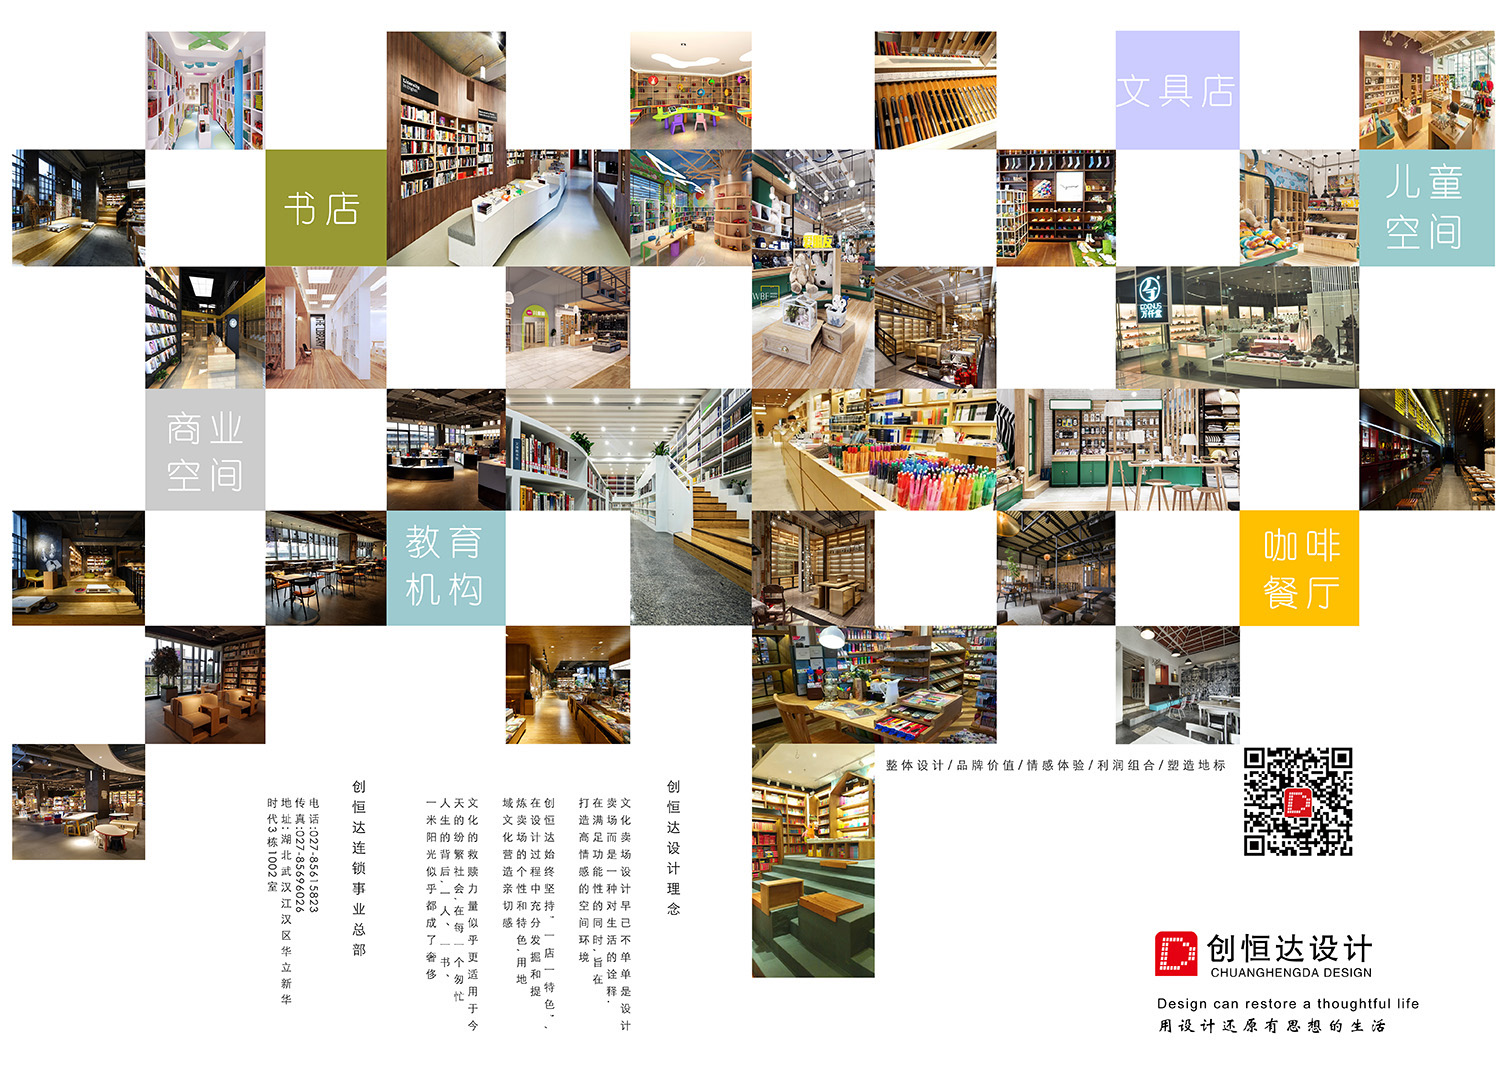 文具店
书店
儿童
空间
商业
空间
教育
机构
咖啡
餐厅
整体设计/品牌价值/情感体验/利润组合/塑造地标
创恒达设计理念
文化卖场设计早已不单单是设计
卖场而是一种对生活的诠释，
在满足功能性的同时，旨在
打造高情感的空间环境
创恒达始终坚持"一店一特色"、
在设计过程中充分发掘和提
炼卖场的个性和特色，用地
域文化营造亲切感
文化的救赎力量似乎更适用于今
天的纷繁社会，在每一个匆忙
人生的背后，一人、一书、
一米阳光似乎都成了奢侈
创恒达连锁事业总部
电话:027-85615823
传真:027-85696026
地址:湖北武汉江汉区华立新华
时代3栋1002室
创恒达设计
CHUANGHENGDA DESIGN
Design can restore a thoughtful life
用设计还原有思想的生活